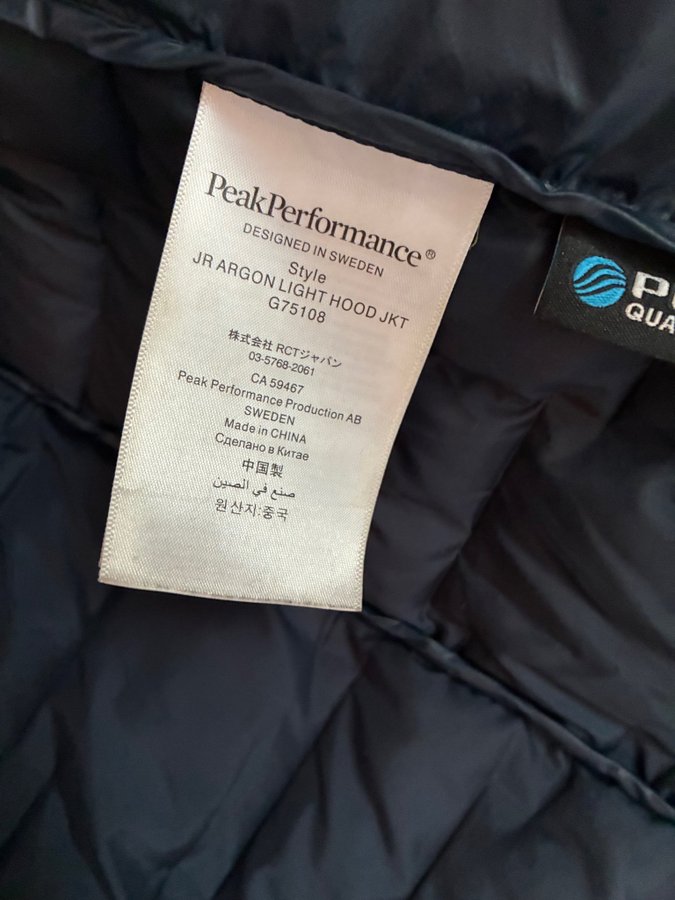 PeakPerformance®
DESIGNED IN SWEDEN
Style
JR ARGON LIGHT HOOD JKT
G75108
株式会社 RCTジャパン
03-5768-2061
CA 59467
Peak Performance Production AB
SWEDEN
Made in CHINA
Сделано в Китае
中国製
صنع في الصين
원산지:중국